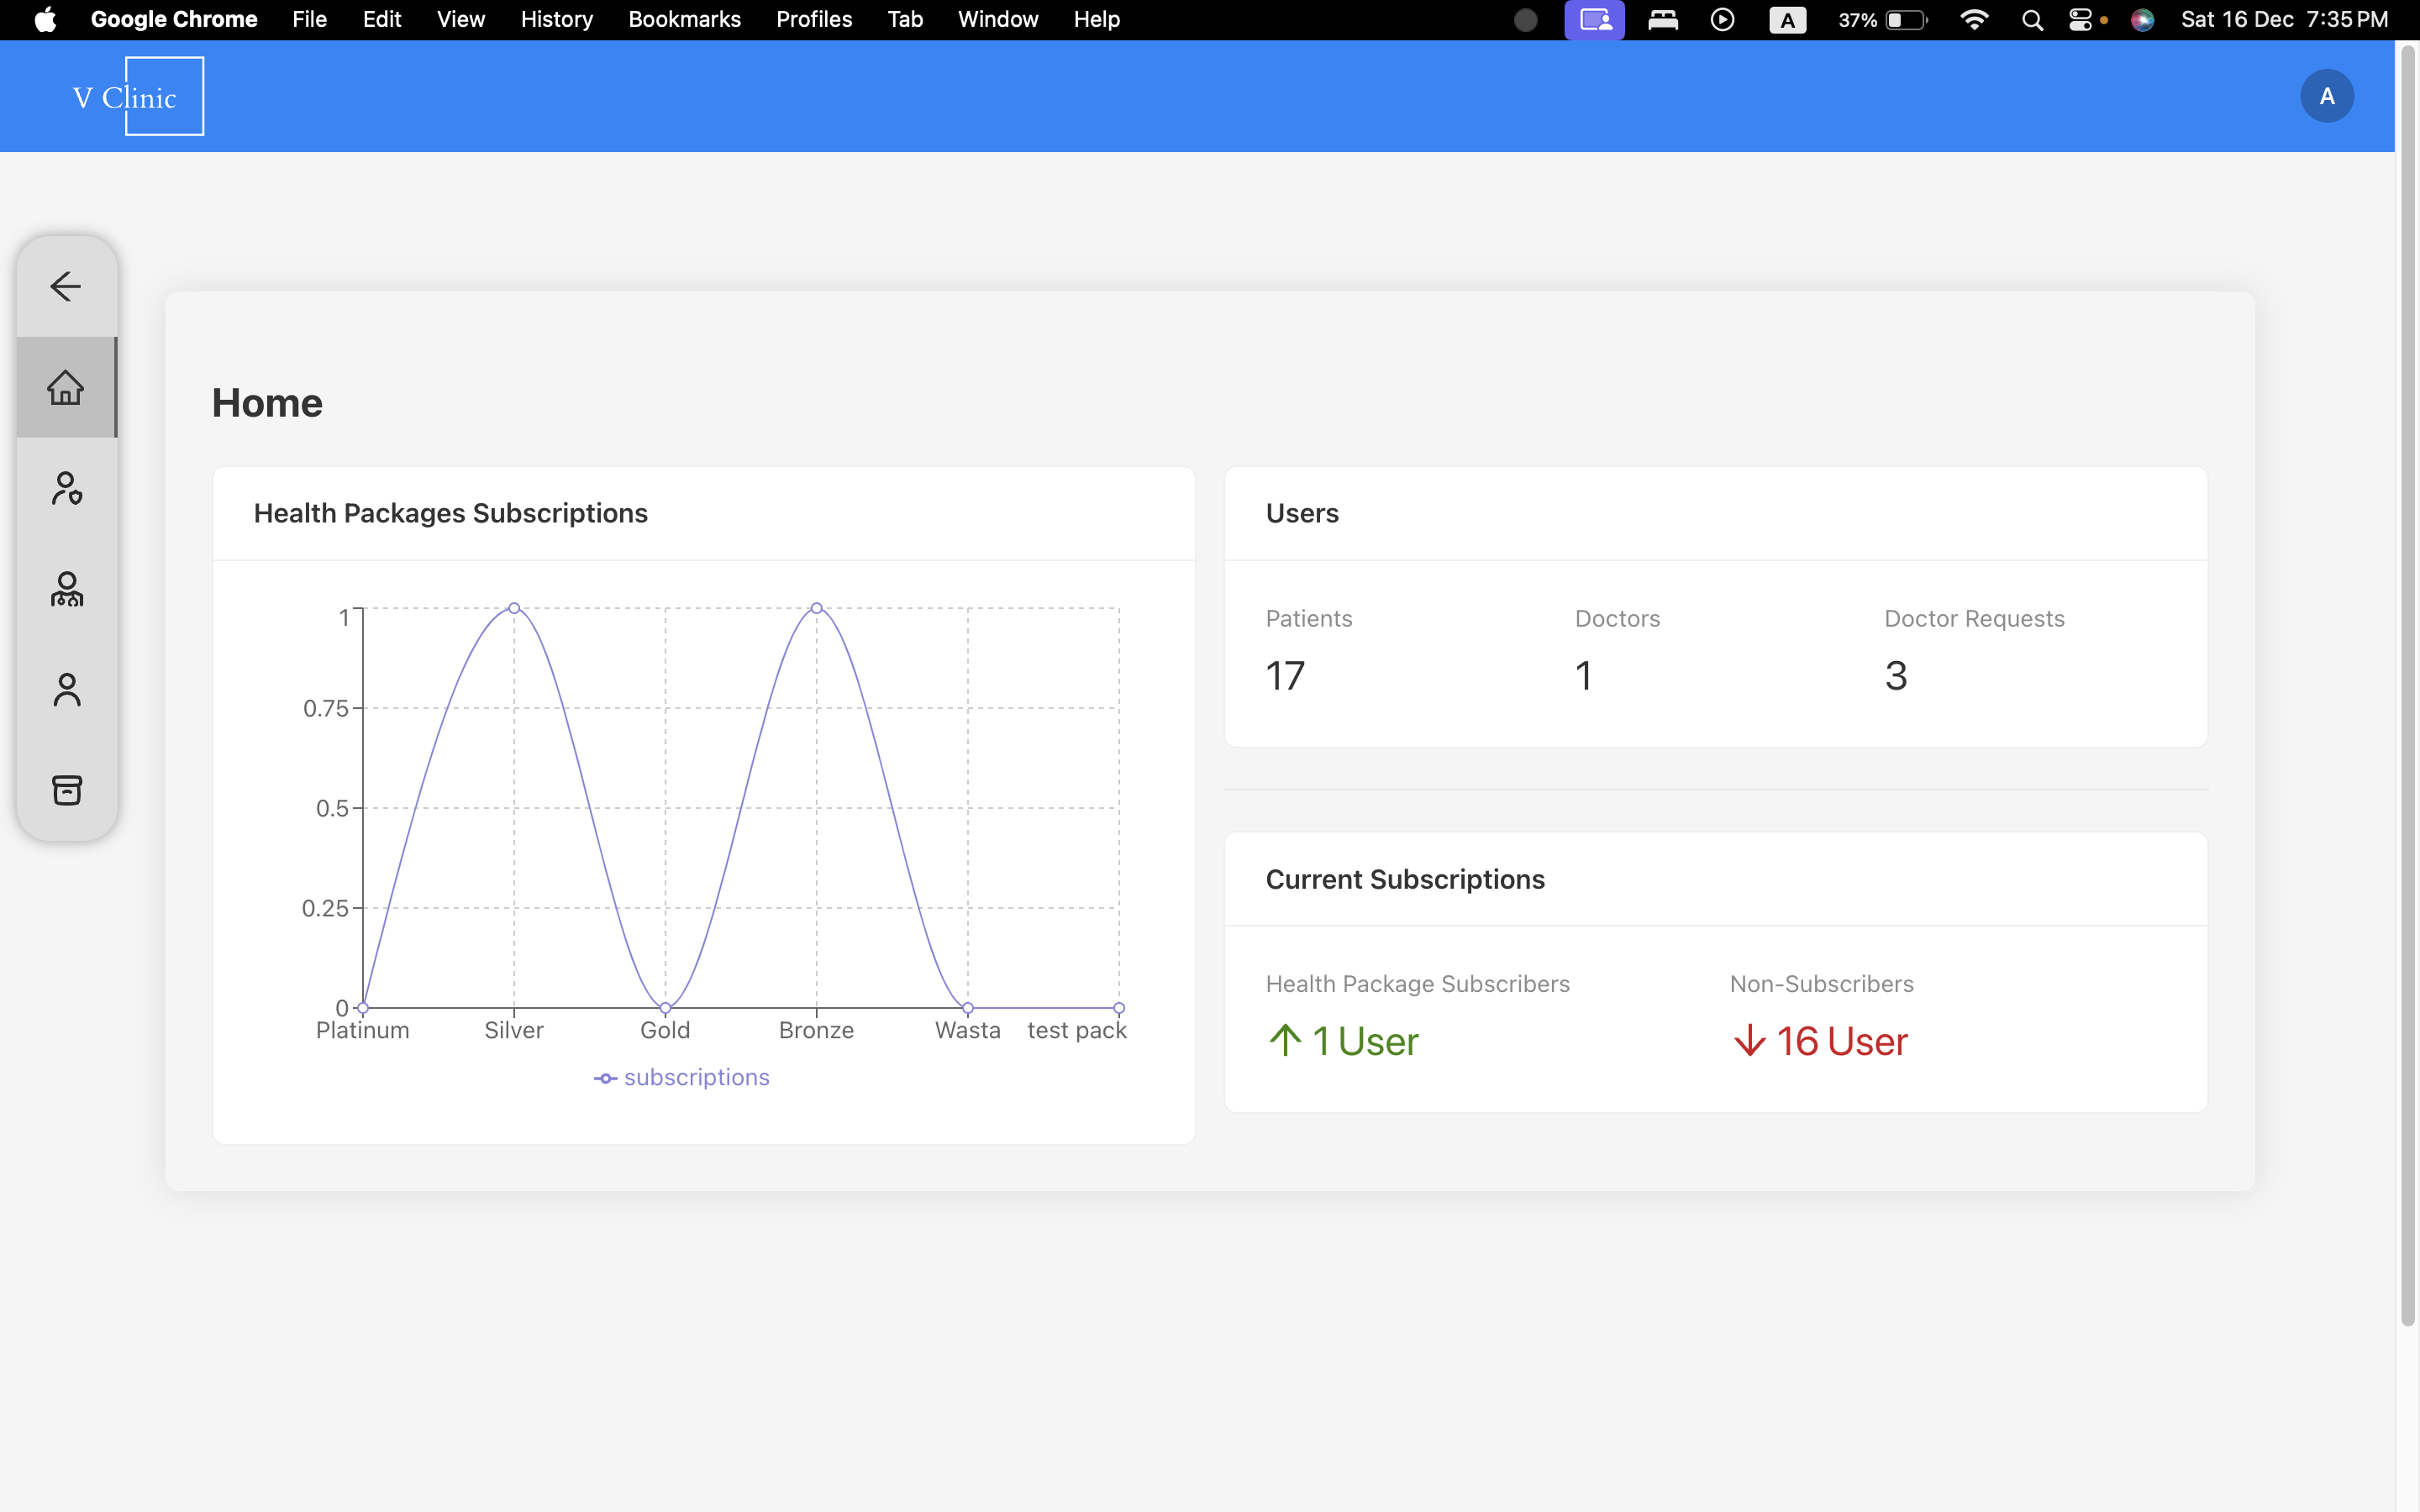 Google Chrome File Edit View History Bookmarks Profiles Tab Window Help A 37% Sat 16 Dec 7:35 PM
V Clinic
A
Home
Health Packages Subscriptions
1
0.75
0.5
0.25
0
Platinum Silver Gold Bronze Wasta test pack
subscriptions
Users
Patients Doctors Doctor Requests
17 1 3
Current Subscriptions
Health Package Subscribers Non-Subscribers
1 User 16 User